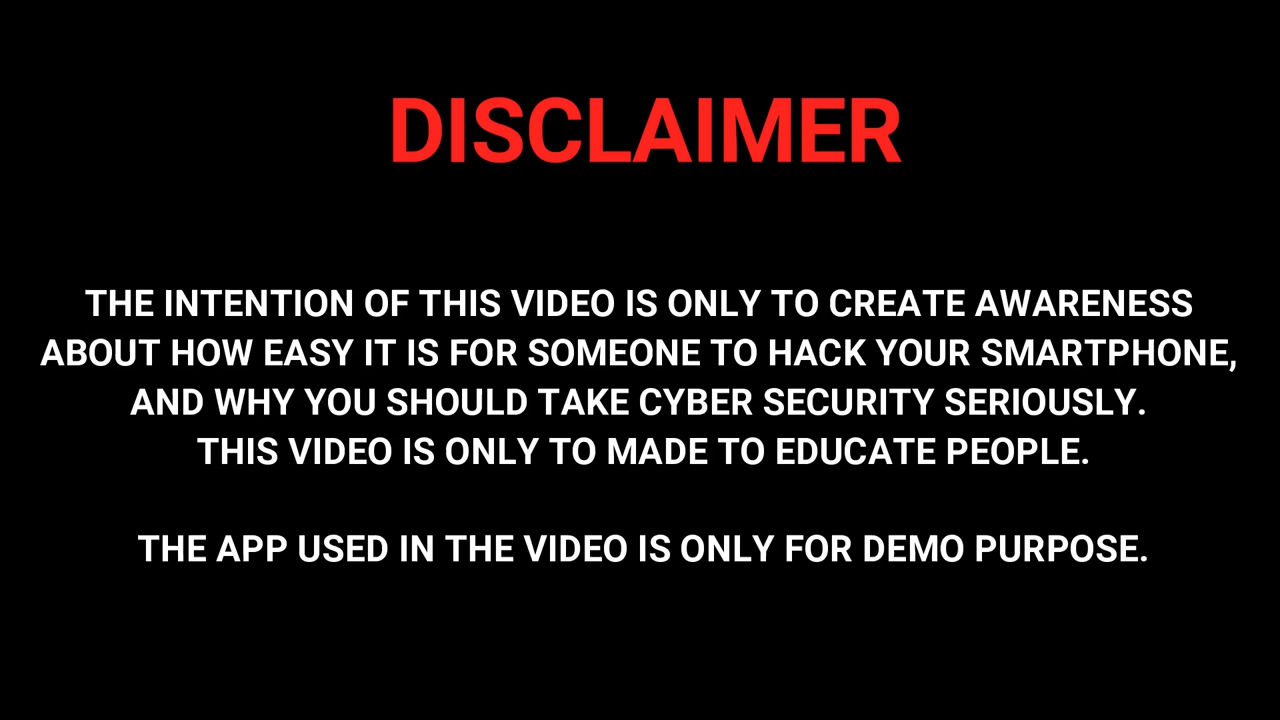 DISCLAIMER
THE INTENTION OF THIS VIDEO IS ONLY TO CREATE AWARENESS
ABOUT HOW EASY IT IS FOR SOMEONE TO HACK YOUR SMARTPHONE,
AND WHY YOU SHOULD TAKE CYBER SECURITY SERIOUSLY.
THIS VIDEO IS ONLY TO MADE TO EDUCATE PEOPLE.
THE APP USED IN THE VIDEO IS ONLY FOR DEMO PURPOSE.